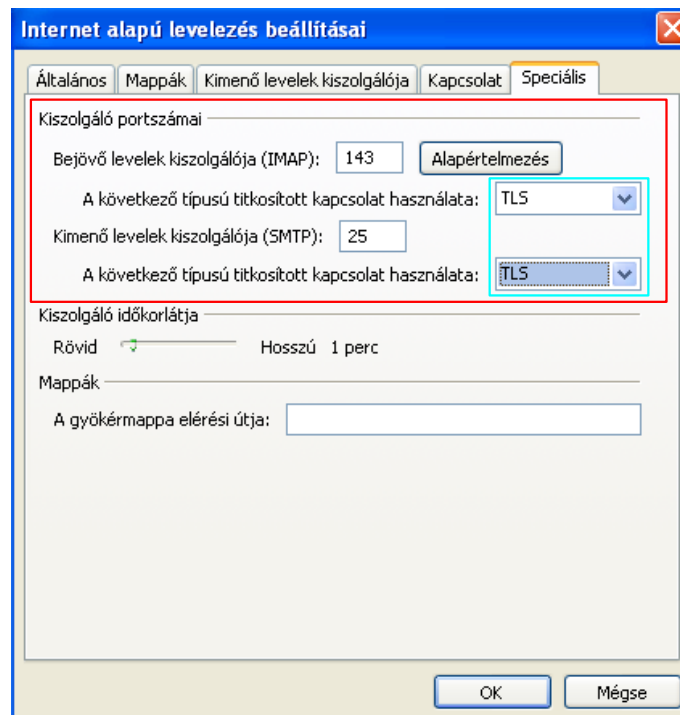 Internet alapú levelezés beállításai
Általános Mappák Kimenő levelek kiszolgálója Kapcsolat Speciális
Kiszolgáló portszámai
Bejövő levelek kiszolgálója (IMAP): 143 Alapértelmezés
A következő típusú titkosított kapcsolat használata: TLS
Kimenő levelek kiszolgálója (SMTP): 25
A következő típusú titkosított kapcsolat használata: TLS
Kiszolgáló időkorlátja
Rövid Hosszú 1 perc
Mappák
A gyökérmappa elérési útja:
OK Mégse